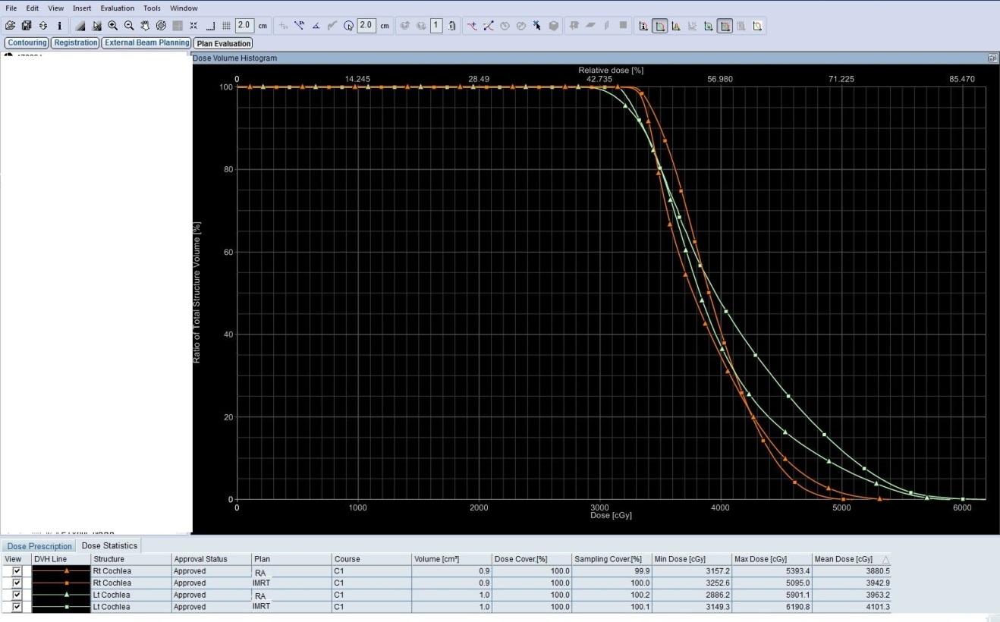 File Edit View Insert Evaluation Tools Window
2.0 cm 2.0 cm 1
Contouring Registration External Beam Planning Plan Evaluation
Dose Volume Histogram
Relative dose [%]
0 14.245 28.49 42.735 56.980 71.225 85.470
100
80
60
40
20
0
Ratio of Total Structure Volume [%]
0 1000 2000 3000 4000 5000 6000
Dose [cGy]
Dose Prescription Dose Statistics
View DVH Line Structure Approval Status Plan Course Volume [cm³] Dose Cover.[%] Sampling Cover.[%] Min Dose [cGy] Max Dose [cGy] Mean Dose [cGy]
Rt Cochlea Approved RA C1 0.9 100.0 99.9 3157.2 5393.4 3880.5
Rt Cochlea Approved IMRT C1 0.9 100.0 100.0 3252.6 5095.0 3942.9
Lt Cochlea Approved RA C1 1.0 100.0 100.2 2886.2 5901.1 3963.2
Lt Cochlea Approved IMRT C1 1.0 100.0 100.1 3149.3 6190.8 4101.3